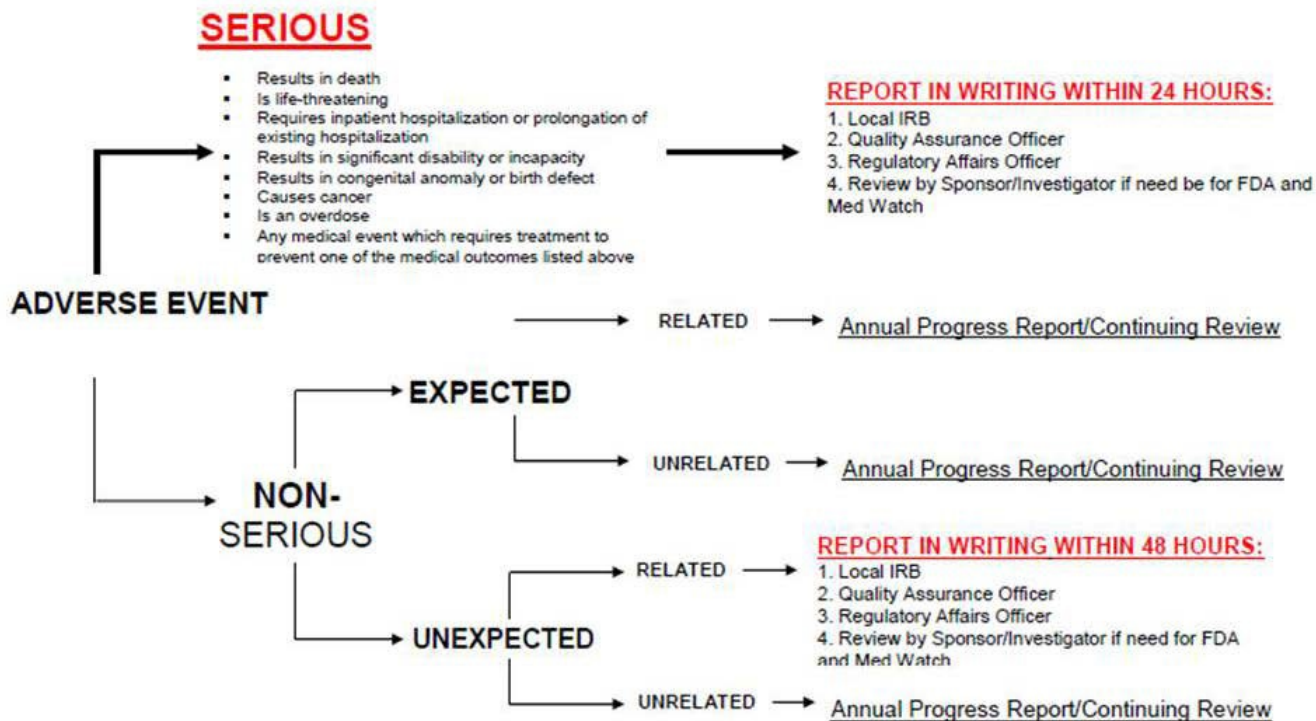 SERIOUS
▪ Results in death
▪ Is life-threatening
▪ Requires inpatient hospitalization or prolongation of
existing hospitalization
▪ Results in significant disability or incapacity
▪ Results in congenital anomaly or birth defect
▪ Causes cancer
▪ Is an overdose
▪ Any medical event which requires treatment to
prevent one of the medical outcomes listed above
REPORT IN WRITING WITHIN 24 HOURS:
1. Local IRB
2. Quality Assurance Officer
3. Regulatory Affairs Officer
4. Review by Sponsor/Investigator if need be for FDA and
Med Watch
ADVERSE EVENT
RELATED
Annual Progress Report/Continuing Review
EXPECTED
UNRELATED
Annual Progress Report/Continuing Review
NON-
SERIOUS
RELATED
REPORT IN WRITING WITHIN 48 HOURS:
1. Local IRB
2. Quality Assurance Officer
3. Regulatory Affairs Officer
4. Review by Sponsor/Investigator if need for FDA
and Med Watch
UNEXPECTED
UNRELATED
Annual Progress Report/Continuing Review